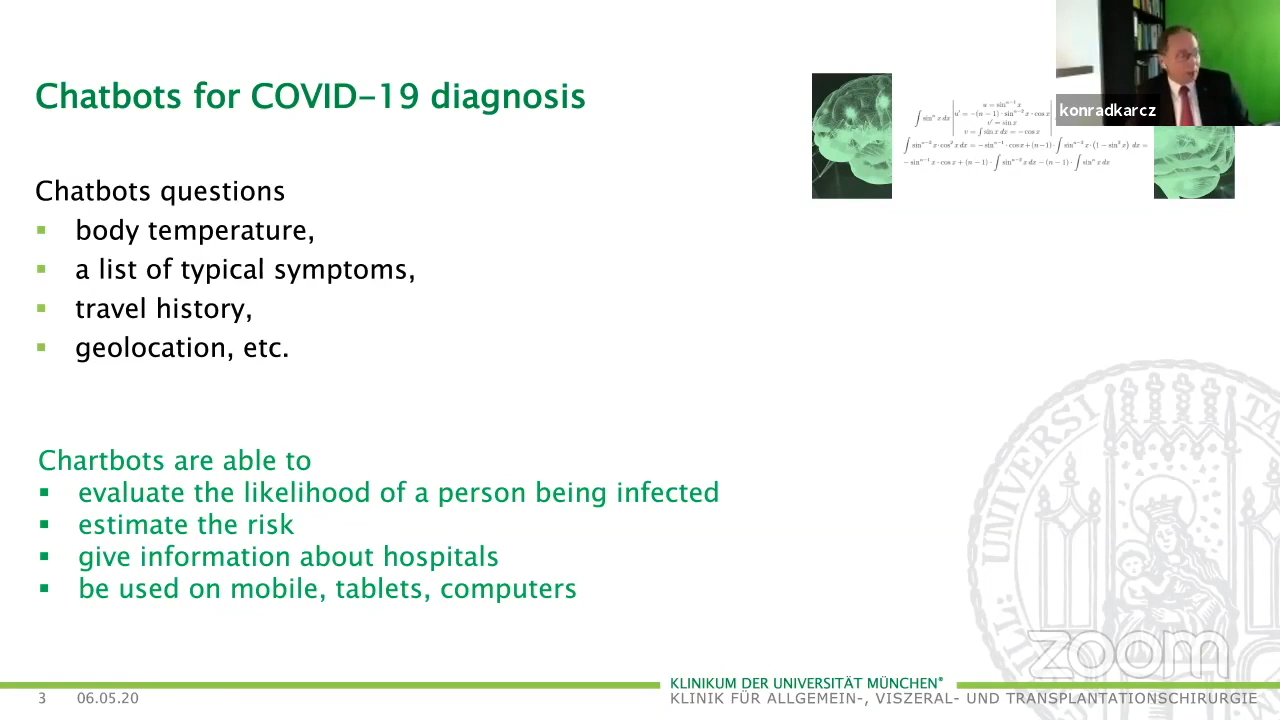 Chatbots for COVID-19 diagnosis
konradkarcz
Chatbots questions
body temperature,
a list of typical symptoms,
travel history,
geolocation, etc.
Chartbots are able to
evaluate the likelihood of a person being infected
estimate the risk
give information about hospitals
be used on mobile, tablets, computers
zoom
KLINIKUM DER UNIVERSITÄT MÜNCHEN®
3 06.05.20 KLINIK FÜR ALLGEMEIN-, VISZERAL- UND TRANSPLANTATIONSCHIRURGIE